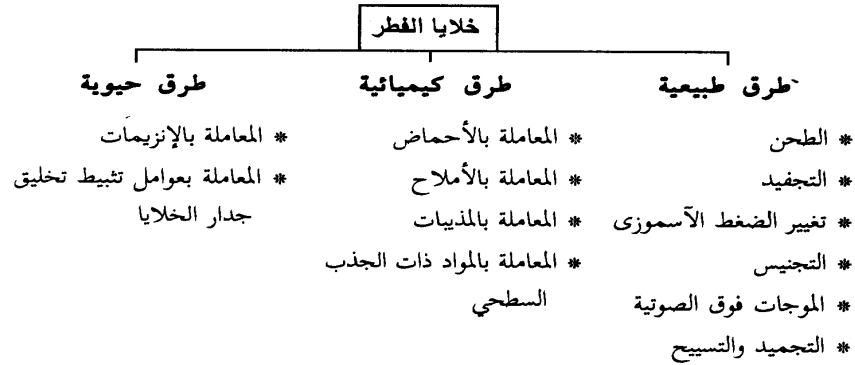 خلايا الفطر
طرق طبيعية
* الطحن
* التجفيد
* تغيير الضغط الآسموزى
* التجنيس
* الموجات فوق الصوتية
* التجميد والتسييح
طرق كيميائية
* المعاملة بالأحماض
* المعاملة بالأملاح
* المعاملة بالمذيبات
* المعاملة بالمواد ذات الجذب
السطحي
طرق حيوية
* المعاملة بالإنزيمات
* المعاملة بعوامل تثبيط تخليق
جدار الخلايا